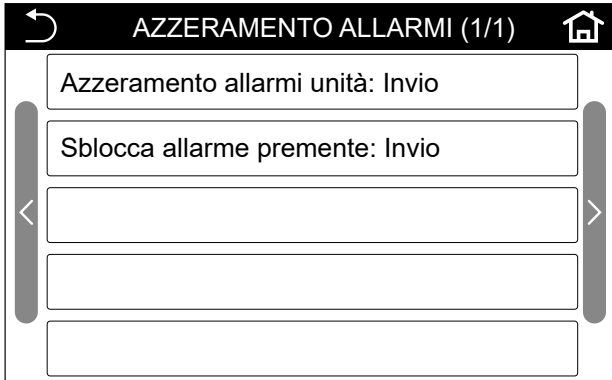 AZZERAMENTO ALLARMI (1/1)
Azzeramento allarmi unità: Invio
Sblocca allarme premente: Invio